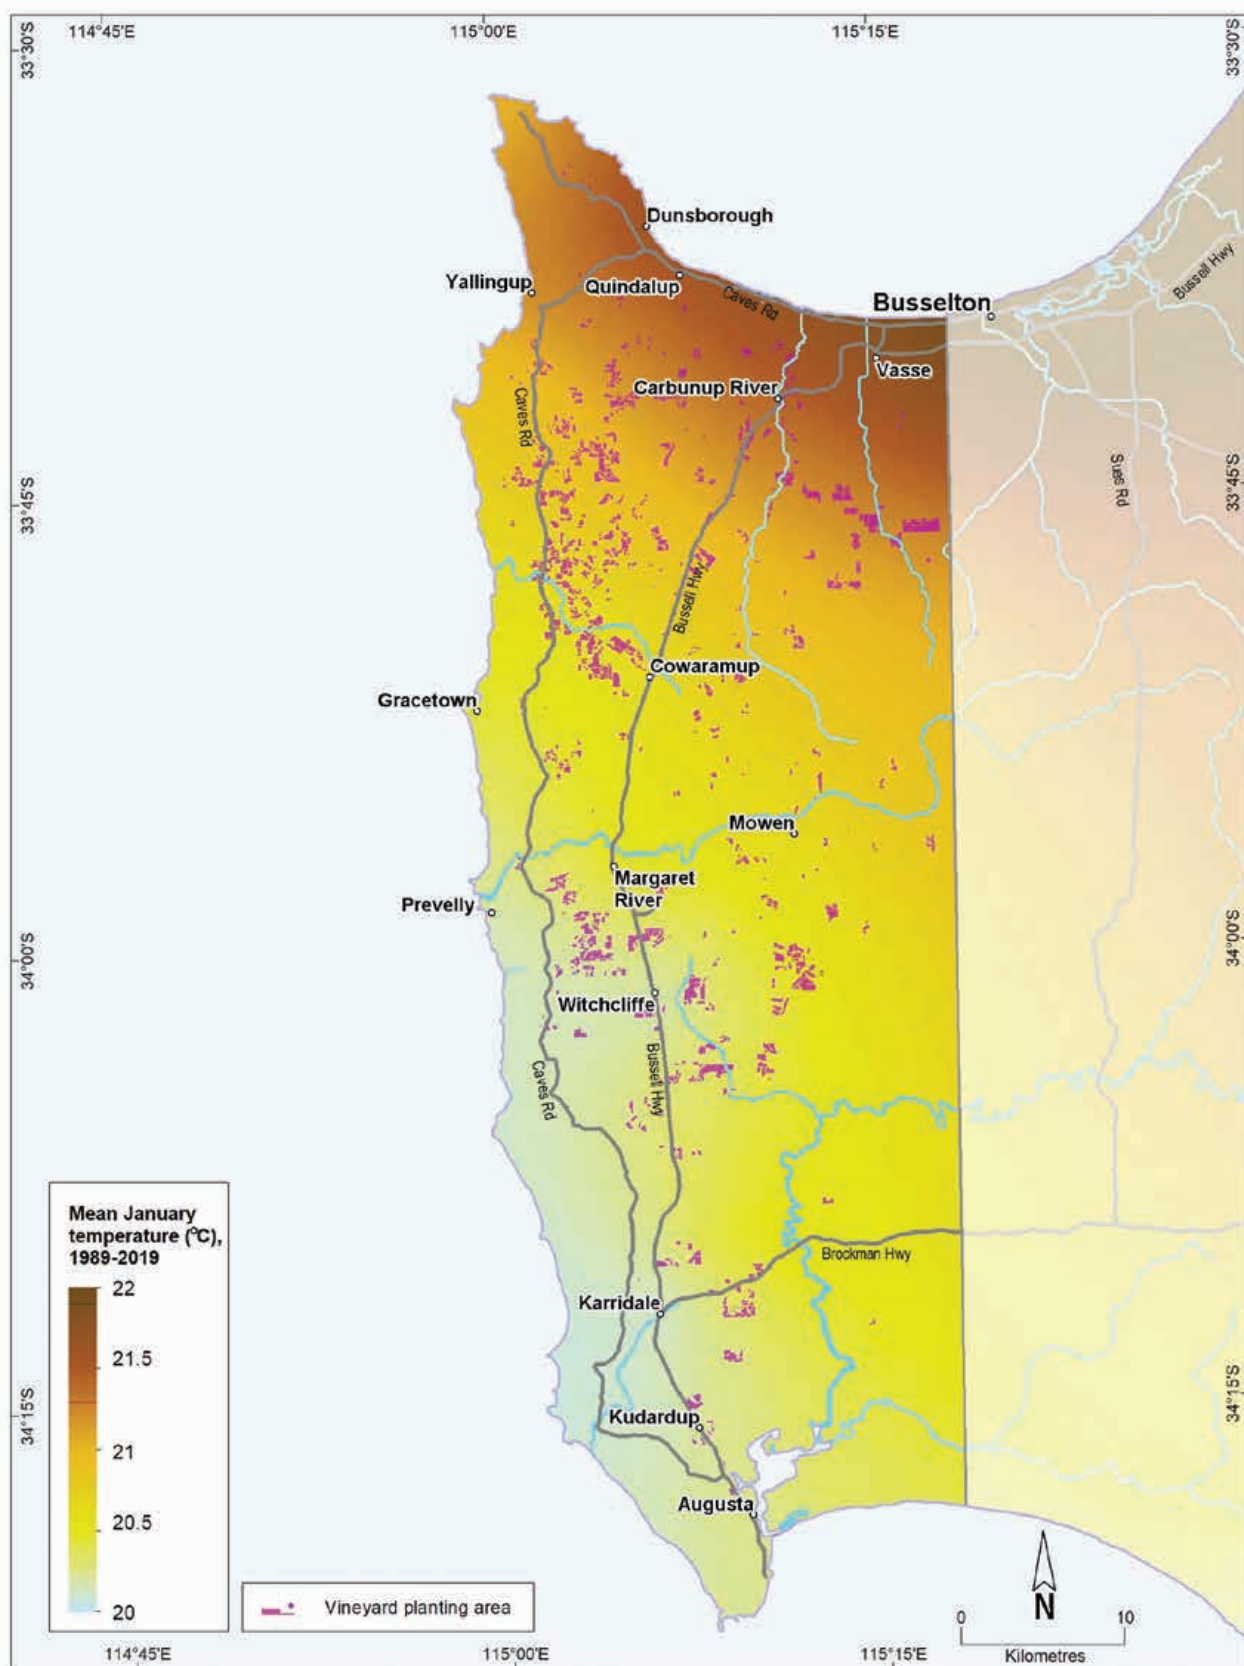 114°45'E
115°00'E
115°15'E
33°30'S
33°30'S
Dunsborough
Bussell Hwy
Yallingup
Quindalup
Caves Rd
Busselton
Vasse
Carbunup River
Caves Rd
Sues Rd
33°45'S
33°45'S
Bussell Hwy
Cowaramup
Gracetown
Mowen
Margaret
River
Prevelly
34°00'S
34°00'S
Witchcliffe
Bussell Hwy
Caves Rd
Brockman Hwy
Karridale
34°15'S
34°15'S
Kudardup
Augusta
Mean January
temperature (°C),
1989-2019
22
21.5
21
20.5
20
Vineyard planting area
N
0 10
Kilometres
114°45'E
115°00'E
115°15'E